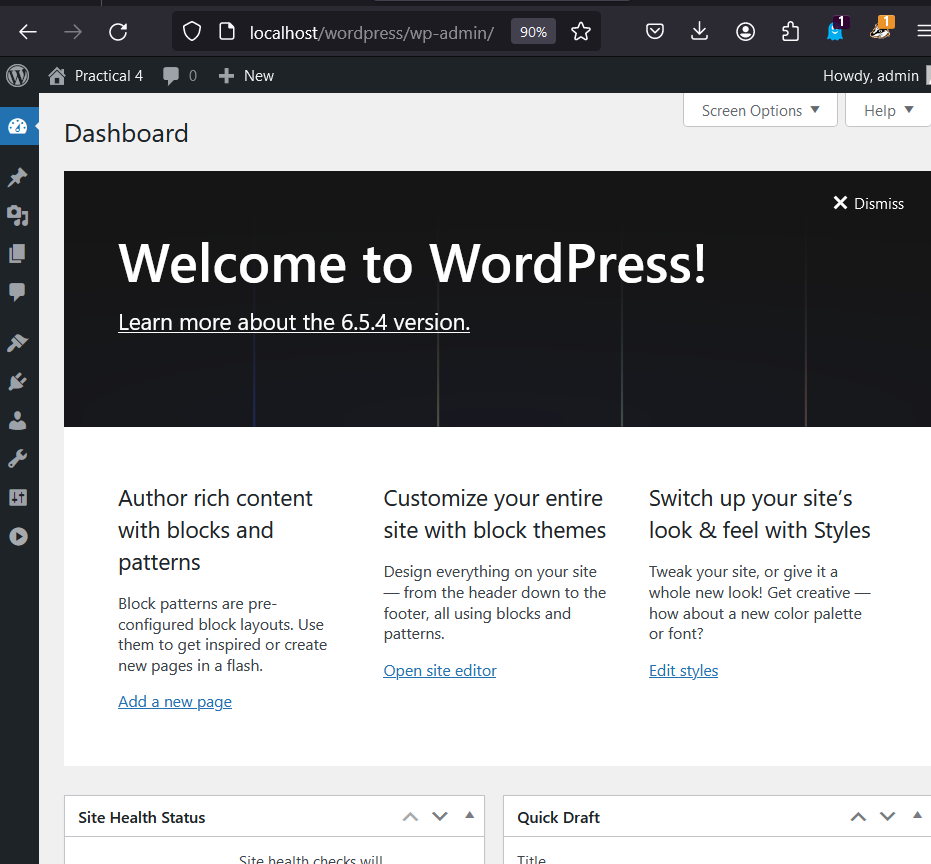 localhost/wordpress/wp-admin/ 90% 1 1
Practical 4 0 New Howdy, admin
Screen Options Help
Dashboard
Dismiss
Welcome to WordPress!
Learn more about the 6.5.4 version.
Author rich content
with blocks and
patterns
Block patterns are pre-
configured block layouts. Use
them to get inspired or create
new pages in a flash.
Add a new page
Customize your entire
site with block themes
Design everything on your site
— from the header down to the
footer, all using blocks and
patterns.
Open site editor
Switch up your site’s
look & feel with Styles
Tweak your site, or give it a
whole new look! Get creative —
how about a new color palette
or font?
Edit styles
Site Health Status
Site health checks will
Quick Draft
Title